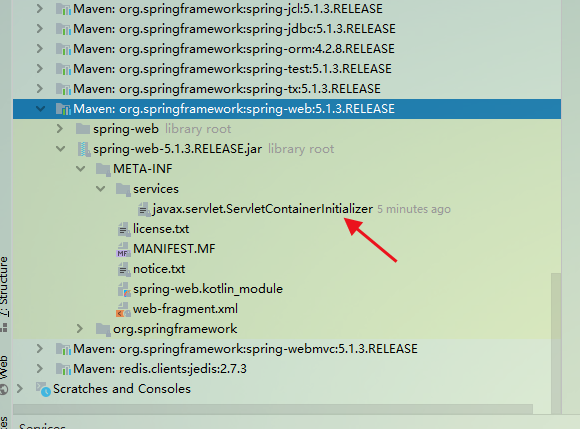 Maven: org.springframework:spring-jcl:5.1.3.RELEASE
Maven: org.springframework:spring-jdbc:5.1.3.RELEASE
Maven: org.springframework:spring-orm:4.2.8.RELEASE
Maven: org.springframework:spring-test:5.1.3.RELEASE
Maven: org.springframework:spring-tx:5.1.3.RELEASE
Maven: org.springframework:spring-web:5.1.3.RELEASE
spring-web library root
spring-web-5.1.3.RELEASE.jar library root
META-INF
services
javax.servlet.ServletContainerInitializer 5 minutes ago
license.txt
MF MANIFEST.MF
notice.txt
spring-web.kotlin_module
web-fragment.xml
org.springframework
Maven: org.springframework:spring-webmvc:5.1.3.RELEASE
Maven: redis.clients:jedis:2.7.3
Scratches and Consoles
Services
7: Structure
Web